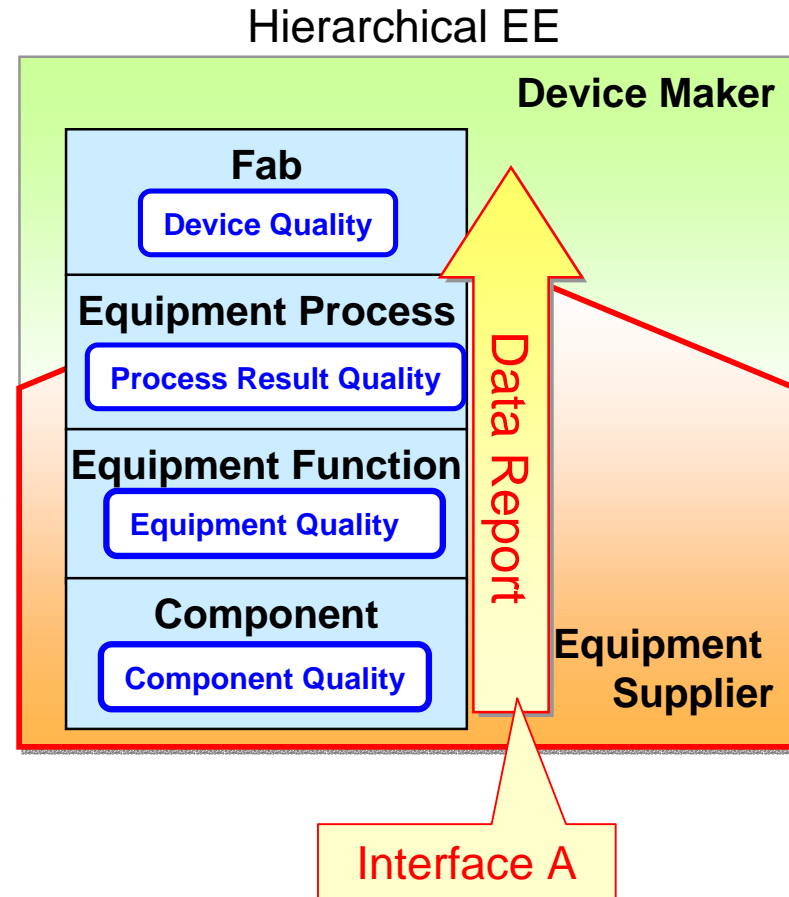 Hierarchical EE
Device Maker
Fab
Device Quality
Equipment Process
Process Result Quality
Equipment Function
Equipment Quality
Component
Component Quality
Data Report
Equipment
Supplier
Interface A